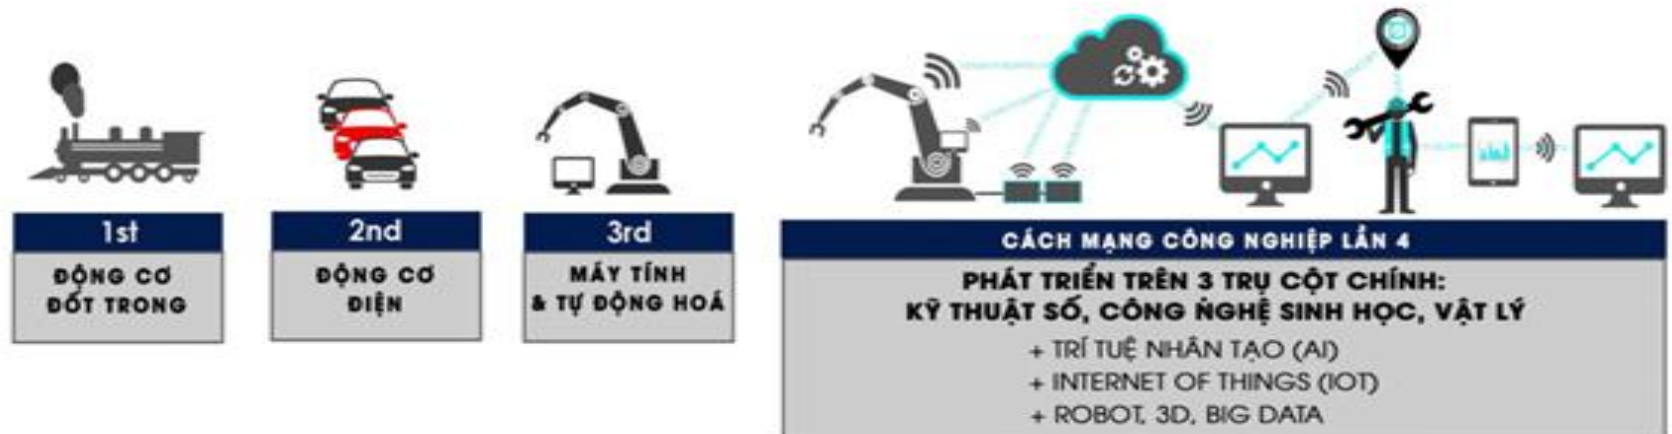 1st
ĐỘNG CƠ
ĐỐT TRONG
2nd
ĐỘNG CƠ
ĐIỆN
3rd
MÁY TÍNH
& TỰ ĐỘNG HOÁ
CÁCH MẠNG CÔNG NGHIỆP LẦN 4
PHÁT TRIỂN TRÊN 3 TRỤ CỘT CHÍNH:
KỸ THUẬT SỐ, CÔNG NGHỆ SINH HỌC, VẬT LÝ
+ TRÍ TUỆ NHÂN TẠO (AI)
+ INTERNET OF THINGS (IOT)
+ ROBOT, 3D, BIG DATA